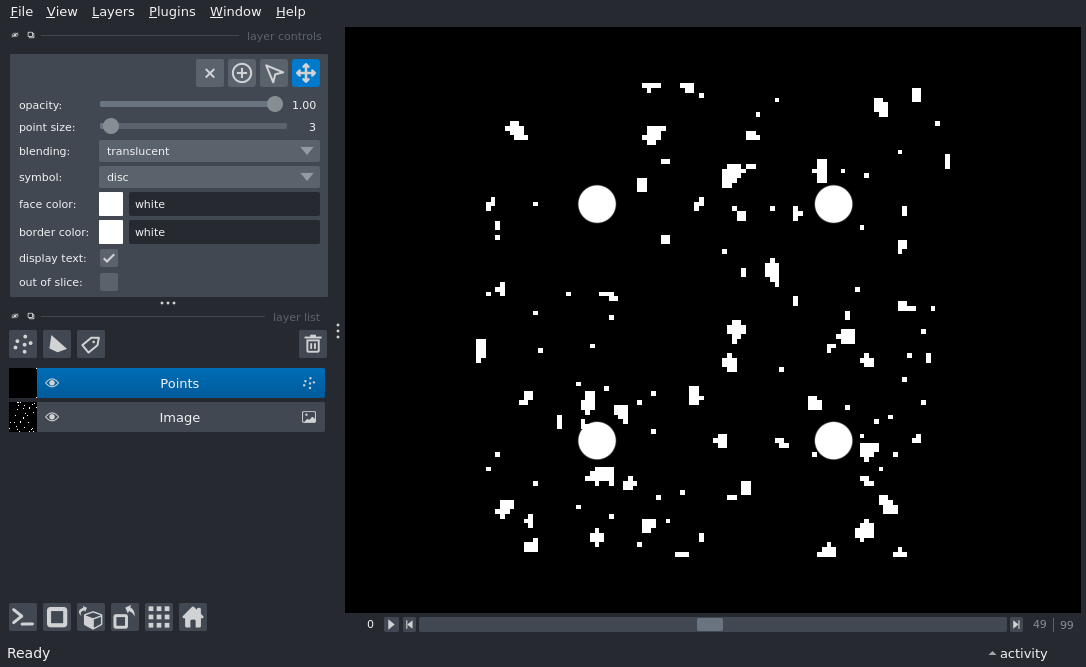 File View Layers Plugins Window Help
layer controls
opacity: 1.00
point size: 3
blending: translucent
symbol: disc
face color: white
border color: white
display text:
out of slice:
layer list
Points
Image
0 49 | 99
Ready
activity